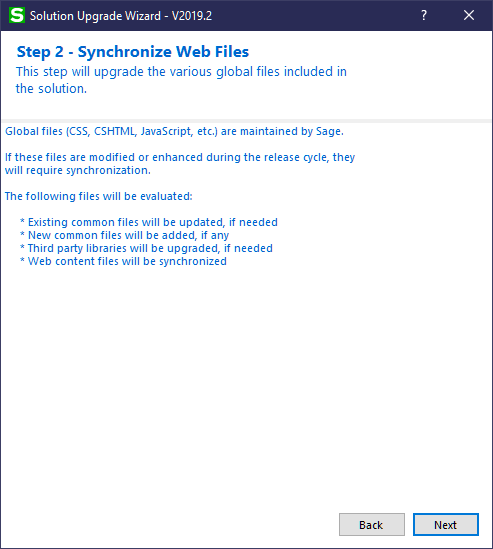 S Solution Upgrade Wizard - V2019.2 ?
Step 2 - Synchronize Web Files
This step will upgrade the various global files included in
the solution.
Global files (CSS, CSHTML, JavaScript, etc.) are maintained by Sage.
If these files are modified or enhanced during the release cycle, they
will require synchronization.
The following files will be evaluated:
* Existing common files will be updated, if needed
* New common files will be added, if any
* Third party libraries will be upgraded, if needed
* Web content files will be synchronized
Back Next